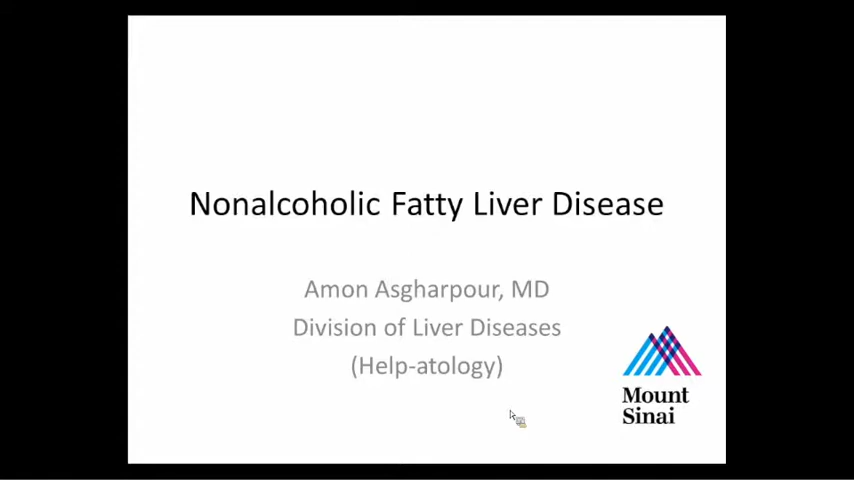 Nonalcoholic Fatty Liver Disease
Amon Asgharpour, MD
Division of Liver Diseases
(Help-atology)
Mount
Sinai